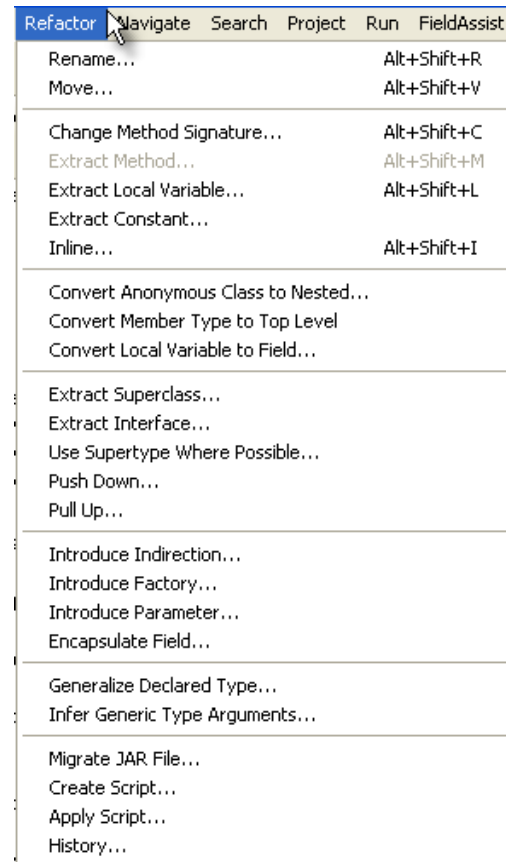 Refactor Navigate Search Project Run FieldAssist
Rename... Alt+Shift+R
Move... Alt+Shift+V
Change Method Signature... Alt+Shift+C
Extract Method... Alt+Shift+M
Extract Local Variable... Alt+Shift+L
Extract Constant...
Inline... Alt+Shift+I
Convert Anonymous Class to Nested...
Convert Member Type to Top Level
Convert Local Variable to Field...
Extract Superclass...
Extract Interface...
Use Supertype Where Possible...
Push Down...
Pull Up...
Introduce Indirection...
Introduce Factory...
Introduce Parameter...
Encapsulate Field...
Generalize Declared Type...
Infer Generic Type Arguments...
Migrate JAR File...
Create Script...
Apply Script...
History...